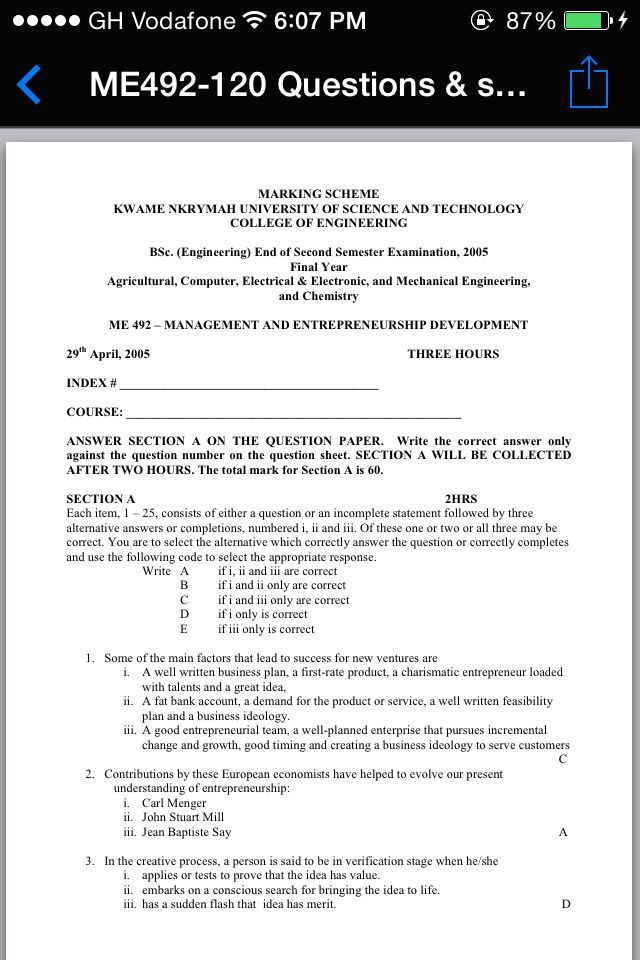 GH Vodafone 6:07 PM 87%
ME492-120 Questions & s...
MARKING SCHEME
KWAME NKRYMAH UNIVERSITY OF SCIENCE AND TECHNOLOGY
COLLEGE OF ENGINEERING
BSc. (Engineering) End of Second Semester Examination, 2005
Final Year
Agricultural, Computer, Electrical & Electronic, and Mechanical Engineering,
and Chemistry
ME 492 – MANAGEMENT AND ENTREPRENEURSHIP DEVELOPMENT
29th April, 2005 THREE HOURS
INDEX # ________________________________________
COURSE: ____________________________________________________
ANSWER SECTION A ON THE QUESTION PAPER. Write the correct answer only
against the question number on the question sheet. SECTION A WILL BE COLLECTED
AFTER TWO HOURS. The total mark for Section A is 60.
SECTION A 2HRS
Each item, 1 – 25, consists of either a question or an incomplete statement followed by three
alternative answers or completions, numbered i, ii and iii. Of these one or two or all three may be
correct. You are to select the alternative which correctly answer the question or correctly completes
and use the following code to select the appropriate response.
Write A if i, ii and iii are correct
B if i and ii only are correct
C if i and iii only are correct
D if i only is correct
E if iii only is correct
1. Some of the main factors that lead to success for new ventures are
i. A well written business plan, a first-rate product, a charismatic entrepreneur loaded
with talents and a great idea,
ii. A fat bank account, a demand for the product or service, a well written feasibility
plan and a business ideology.
iii. A good entrepreneurial team, a well-planned enterprise that pursues incremental
change and growth, good timing and creating a business ideology to serve customers
C
2. Contributions by these European economists have helped to evolve our present
understanding of entrepreneurship:
i. Carl Menger
ii. John Stuart Mill
iii. Jean Baptiste Say A
3. In the creative process, a person is said to be in verification stage when he/she
i. applies or tests to prove that the idea has value.
ii. embarks on a conscious search for bringing the idea to life.
iii. has a sudden flash that idea has merit. D